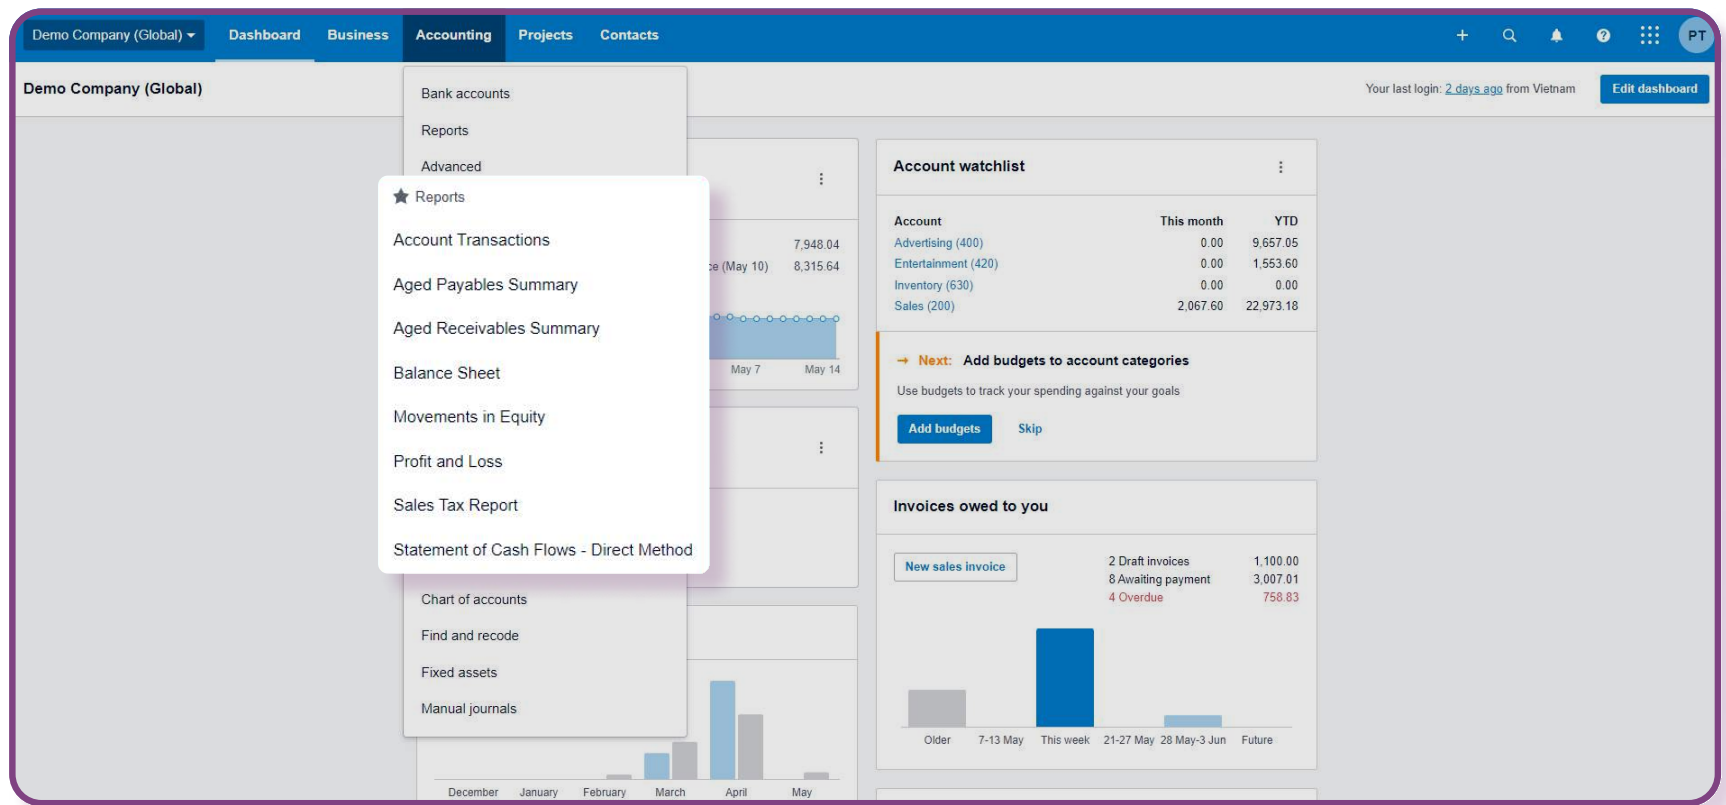 Demo Company (Global) Dashboard Business Accounting Projects Contacts PT
Demo Company (Global)
Your last login: 2 days ago from Vietnam Edit dashboard
Bank accounts
Reports
Advanced
Reports
Account Transactions
Aged Payables Summary
Aged Receivables Summary
Balance Sheet
Movements in Equity
Profit and Loss
Sales Tax Report
Statement of Cash Flows - Direct Method
Chart of accounts
Find and recode
Fixed assets
Manual journals
7,948.04
(May 10) 8,315.64
May 7 May 14
December January February March April May
Account watchlist
Account This month YTD
Advertising (400) 0.00 9,657.05
Entertainment (420) 0.00 1,553.60
Inventory (630) 0.00 0.00
Sales (200) 2,067.60 22,973.18
→ Next: Add budgets to account categories
Use budgets to track your spending against your goals
Add budgets Skip
Invoices owed to you
New sales invoice
2 Draft invoices 1,100.00
8 Awaiting payment 3,007.01
4 Overdue 758.83
Older 7-13 May This week 21-27 May 28 May-3 Jun Future